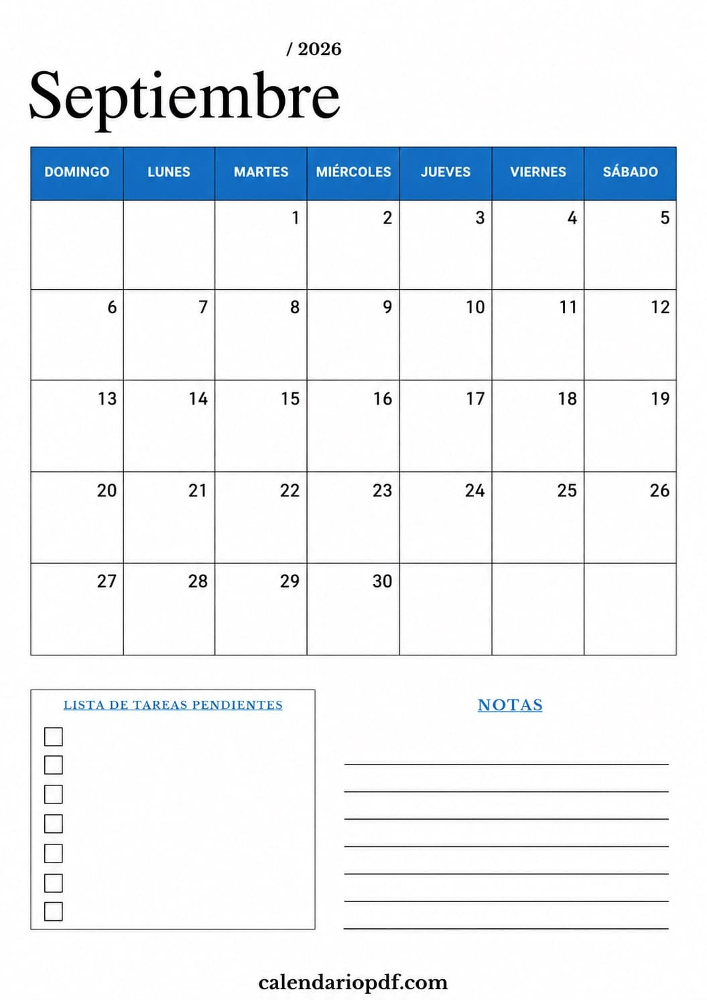 / 2026
Septiembre
DOMINGO LUNES MARTES MIÉRCOLES JUEVES VIERNES SÁBADO
1 2 3 4 5
6 7 8 9 10 11 12
13 14 15 16 17 18 19
20 21 22 23 24 25 26
27 28 29 30
LISTA DE TAREAS PENDIENTES
NOTAS
calendariopdf.com